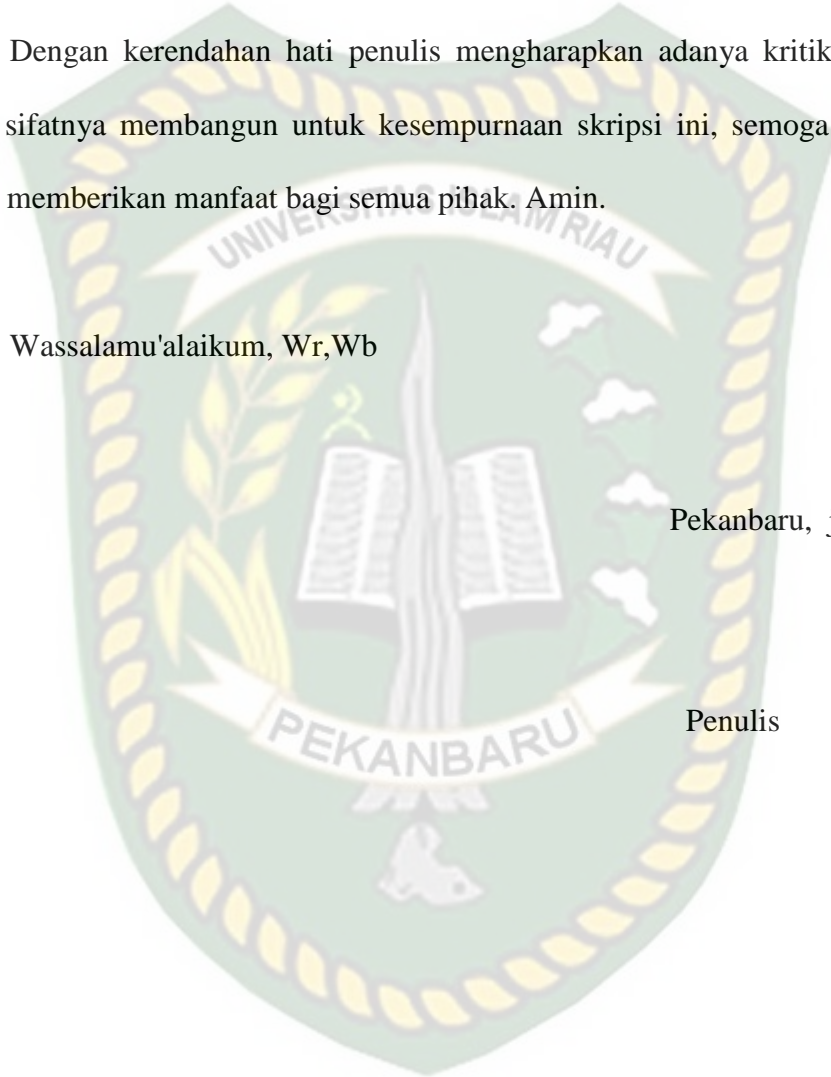 Dengan kerendahan hati penulis mengharapkan adanya kritik
sifatnya membangun untuk kesempurnaan skripsi ini, semoga
memberikan manfaat bagi semua pihak. Amin.
UNIVERSITAS ISLAM RIAU
Wassalamu'alaikum, Wr,Wb
Pekanbaru,
Penulis
PEKANBARU